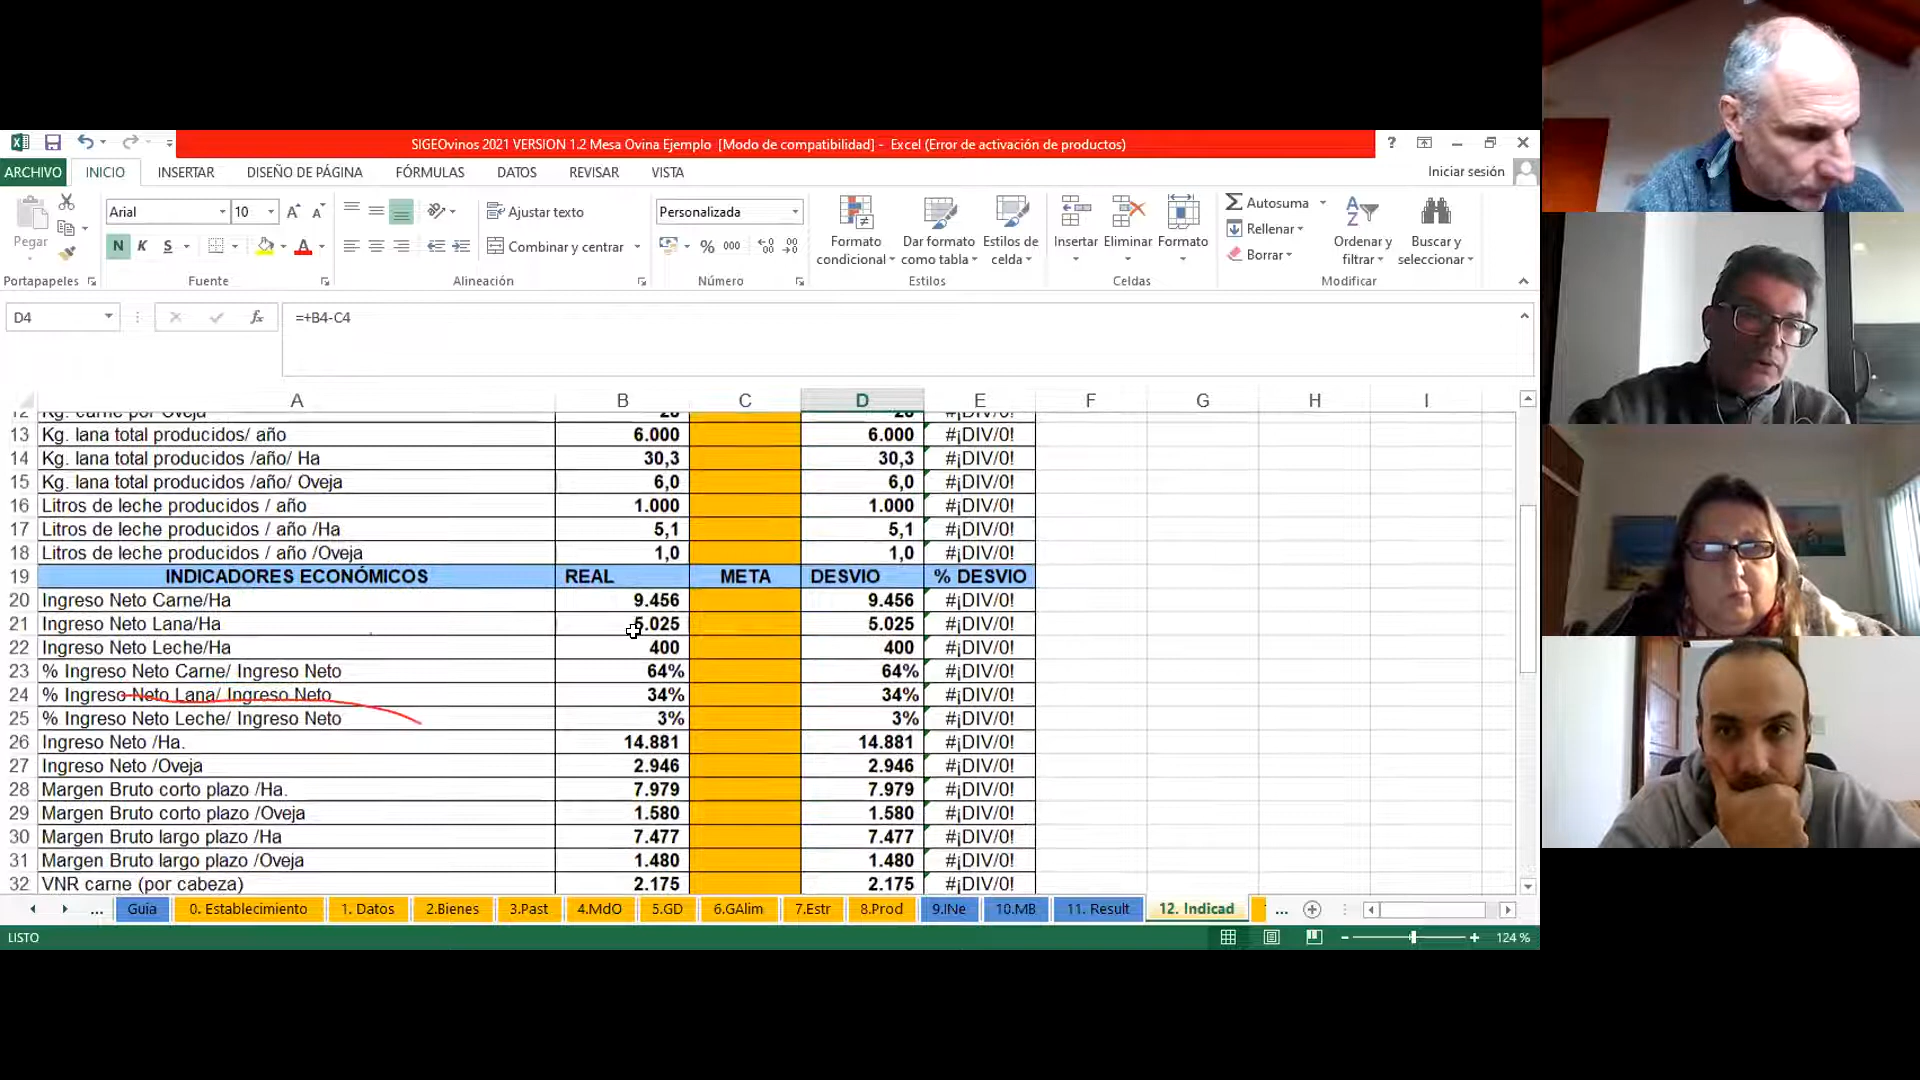 SIGEOvinos 2021 VERSION 1.2 Mesa Ovina Ejemplo [Modo de compatibilidad] - Excel (Error de activación de productos)
ARCHIVO INICIO INSERTAR DISEÑO DE PÁGINA FÓRMULAS DATOS REVISAR VISTA Iniciar sesión
Pegar
Portapapeles
Arial 10
N K S
Fuente
Ajustar texto
Combinar y centrar
Alineación
Personalizada
% 000
Número
Formato condicional
Dar formato como tabla
Estilos de celda
Estilos
Insertar Eliminar Formato
Celdas
Autosuma
Rellenar
Borrar
Ordenar y filtrar
Buscar y seleccionar
Modificar
D4 fx =+B4-C4
A B C D E F G H I
12 Kg. carne por Oveja 28 28 #¡DIV/0!
13 Kg. lana total producidos/ año 6.000 6.000 #¡DIV/0!
14 Kg. lana total producidos /año/ Ha 30,3 30,3 #¡DIV/0!
15 Kg. lana total producidos /año/ Oveja 6,0 6,0 #¡DIV/0!
16 Litros de leche producidos / año 1.000 1.000 #¡DIV/0!
17 Litros de leche producidos / año /Ha 5,1 5,1 #¡DIV/0!
18 Litros de leche producidos / año /Oveja 1,0 1,0 #¡DIV/0!
19 INDICADORES ECONÓMICOS REAL META DESVIO % DESVIO
20 Ingreso Neto Carne/Ha 9.456 9.456 #¡DIV/0!
21 Ingreso Neto Lana/Ha 5.025 5.025 #¡DIV/0!
22 Ingreso Neto Leche/Ha 400 400 #¡DIV/0!
23 % Ingreso Neto Carne/ Ingreso Neto 64% 64% #¡DIV/0!
24 % Ingreso Neto Lana/ Ingreso Neto 34% 34% #¡DIV/0!
25 % Ingreso Neto Leche/ Ingreso Neto 3% 3% #¡DIV/0!
26 Ingreso Neto /Ha. 14.881 14.881 #¡DIV/0!
27 Ingreso Neto /Oveja 2.946 2.946 #¡DIV/0!
28 Margen Bruto corto plazo /Ha. 7.979 7.979 #¡DIV/0!
29 Margen Bruto corto plazo /Oveja 1.580 1.580 #¡DIV/0!
30 Margen Bruto largo plazo /Ha 7.477 7.477 #¡DIV/0!
31 Margen Bruto largo plazo /Oveja 1.480 1.480 #¡DIV/0!
32 VNR carne (por cabeza) 2.175 2.175 #¡DIV/0!
... Guia 0. Establecimiento 1. Datos 2.Bienes 3.Past 4.MdO 5.GD 6.GAlim 7.Estr 8.Prod 9.INe 10.MB 11. Result 12. Indicad ...
LISTO 124 %